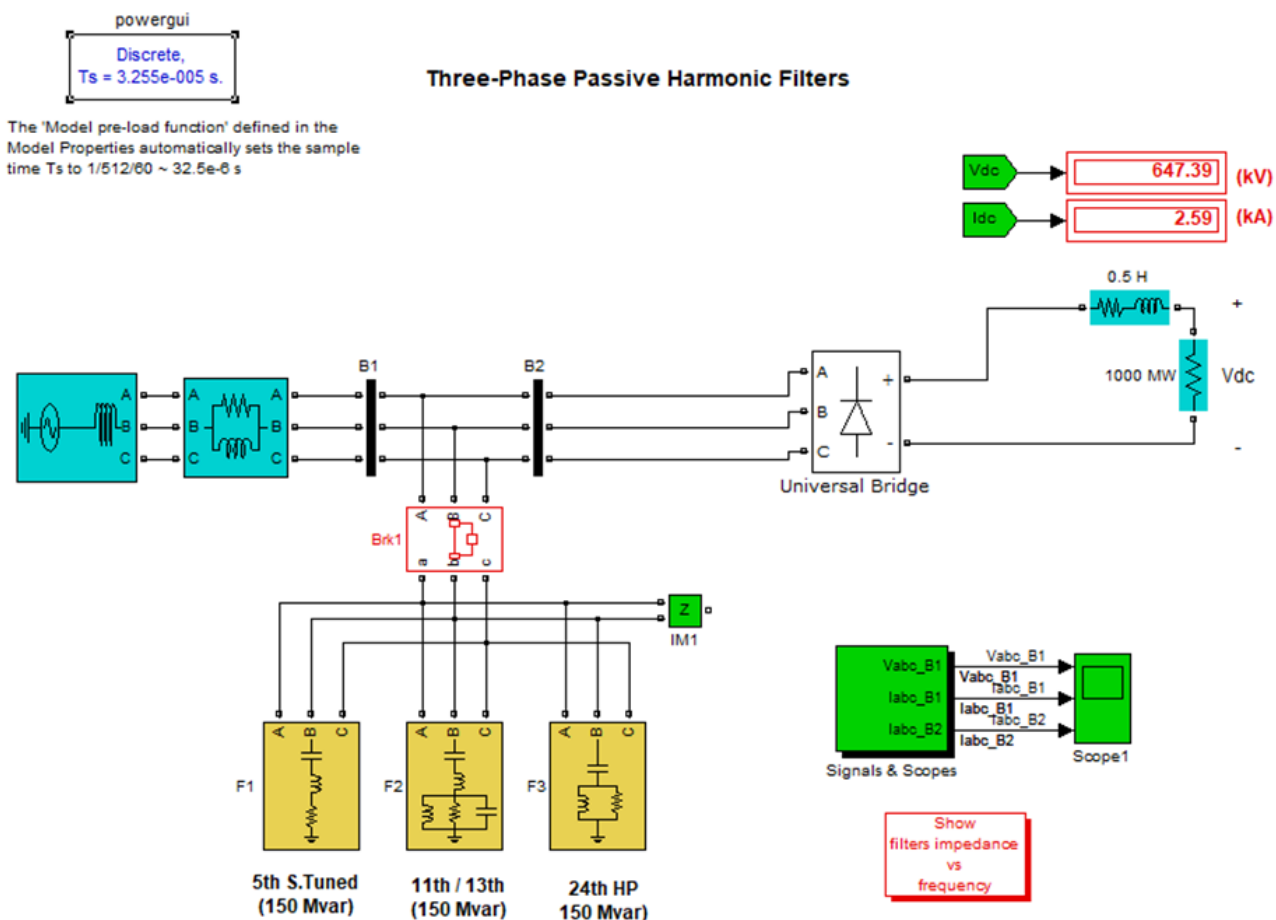 powergui
Discrete,
Ts = 3.255e-005 s.
Three-Phase Passive Harmonic Filters
The 'Model pre-load function' defined in the
Model Properties automatically sets the sample
time Ts to 1/512/60 ~ 32.5e-6 s
Vdc
647.39
(kV)
Idc
2.59
(kA)
0.5 H
+
1000 MW
Vdc
-
B1
B2
A
B
C
A
B
C
A
B
C
A
B
C
+
-
Universal Bridge
A
B
C
Brk1
a
b
c
Z
IM1
A
B
C
A
B
C
A
B
C
F1
F2
F3
5th S.Tuned
(150 Mvar)
11th / 13th
(150 Mvar)
24th HP
150 Mvar)
Vabc_B1
Iabc_B1
Iabc_B2
Vabc_B1
Vabc_B1
Iabc_B1
Iabc_B1
Iabc_B2
Iabc_B2
Signals & Scopes
Scope1
Show
filters impedance
vs
frequency